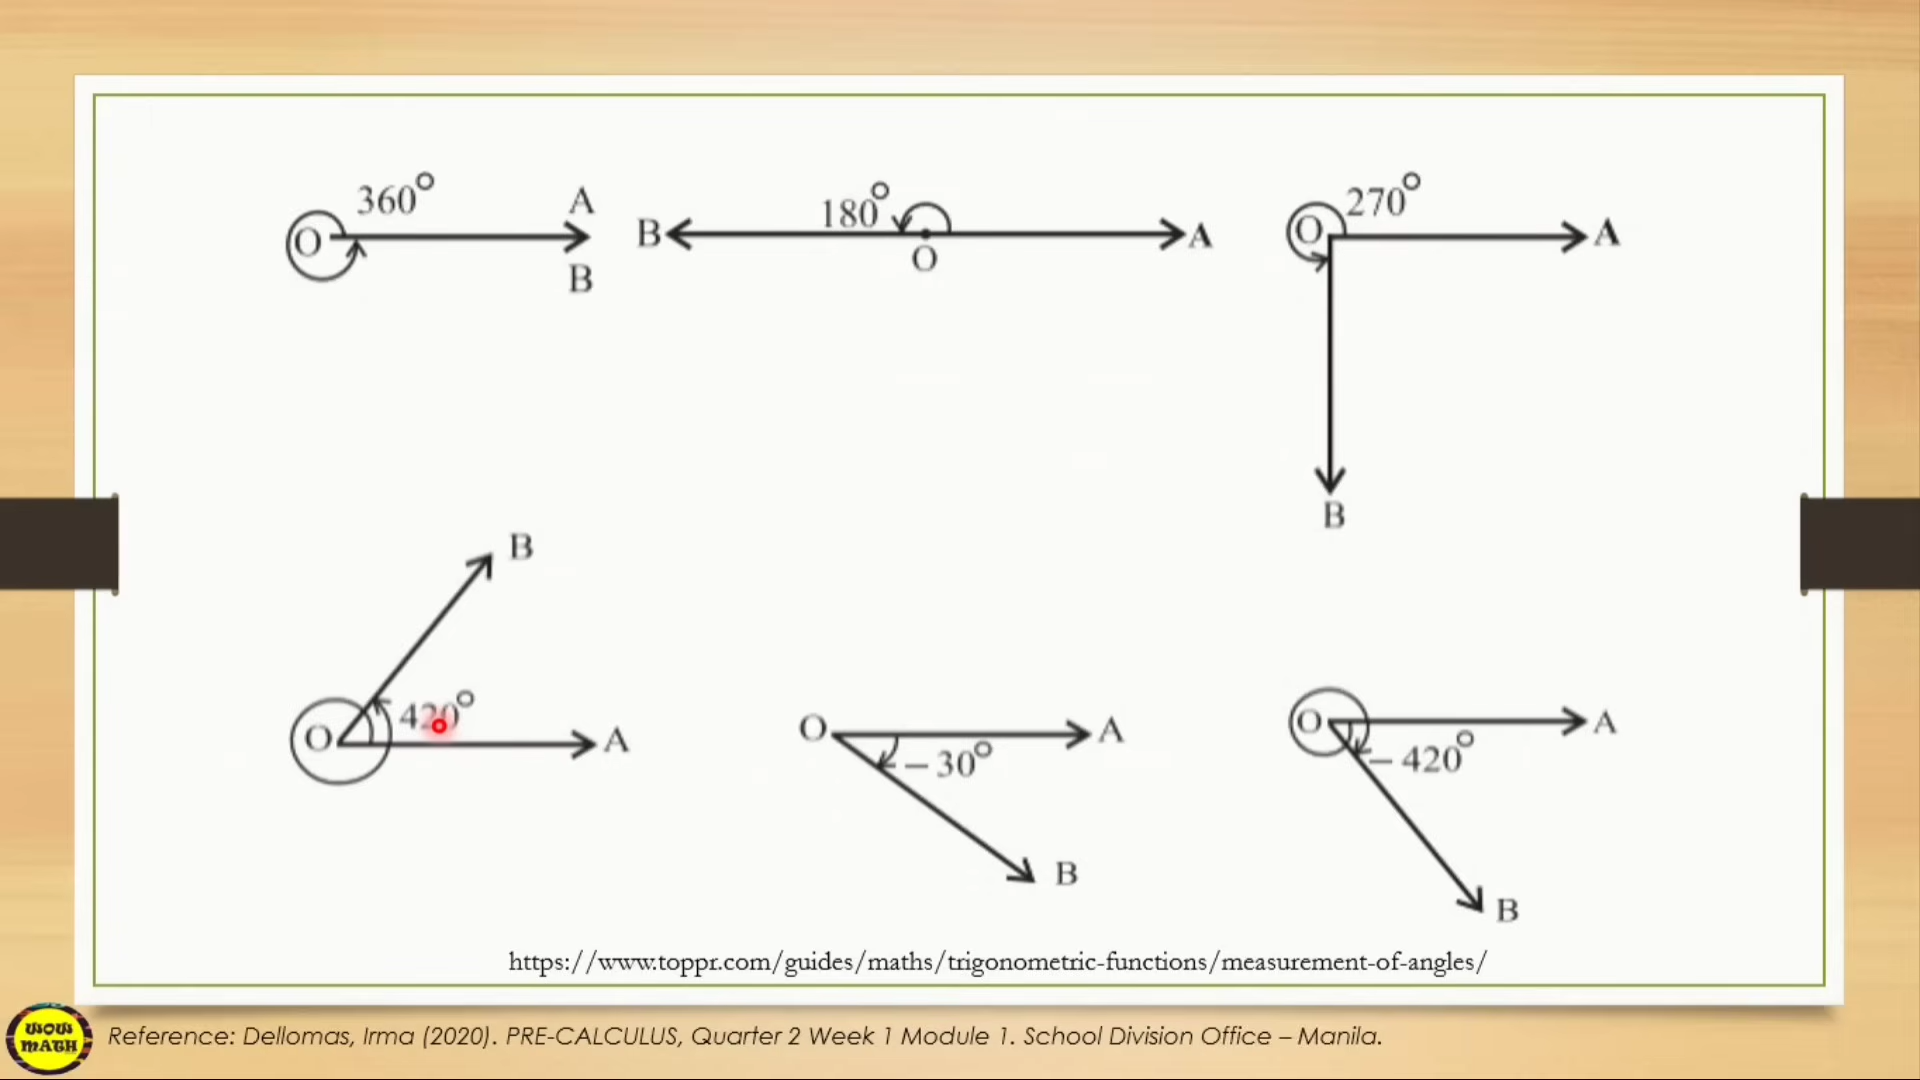 360° A
O
B
B 180° A
O
270°
O A
B
B
420°
O A
O A
– 30°
B
O A
– 420°
B
https://www.toppr.com/guides/maths/trigonometric-functions/measurement-of-angles/
WOW MATH
Reference: Dellomas, Irma (2020). PRE-CALCULUS, Quarter 2 Week 1 Module 1. School Division Office – Manila.